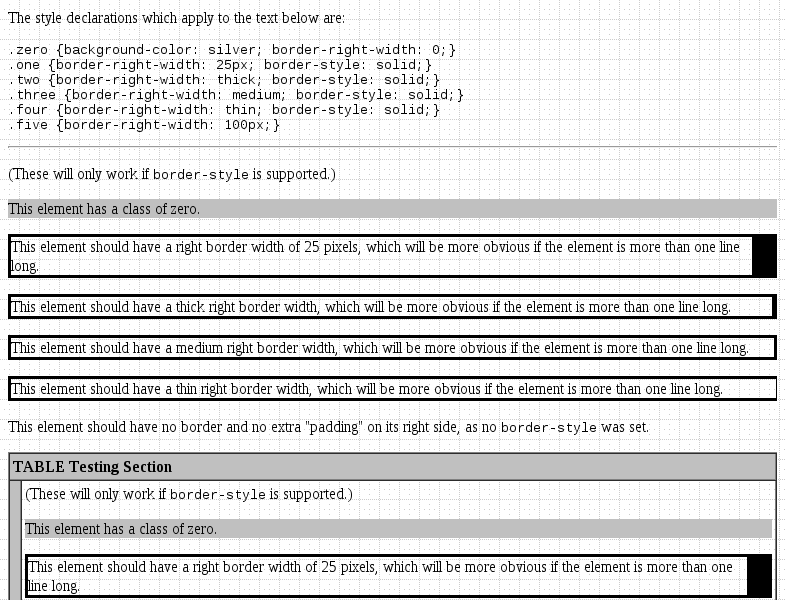 The style declarations which apply to the text below are:
.zero {background-color: silver; border-right-width: 0;}
.one {border-right-width: 25px; border-style: solid;}
.two {border-right-width: thick; border-style: solid;}
.three {border-right-width: medium; border-style: solid;}
.four {border-right-width: thin; border-style: solid;}
.five {border-right-width: 100px;}
(These will only work if border-style is supported.)
This element has a class of zero.
This element should have a right border width of 25 pixels, which will be more obvious if the element is more than one line
long.
This element should have a thick right border width, which will be more obvious if the element is more than one line long.
This element should have a medium right border width, which will be more obvious if the element is more than one line long.
This element should have a thin right border width, which will be more obvious if the element is more than one line long.
This element should have no border and no extra "padding" on its right side, as no border-style was set.
TABLE Testing Section
(These will only work if border-style is supported.)
This element has a class of zero.
This element should have a right border width of 25 pixels, which will be more obvious if the element is more than one
line long.